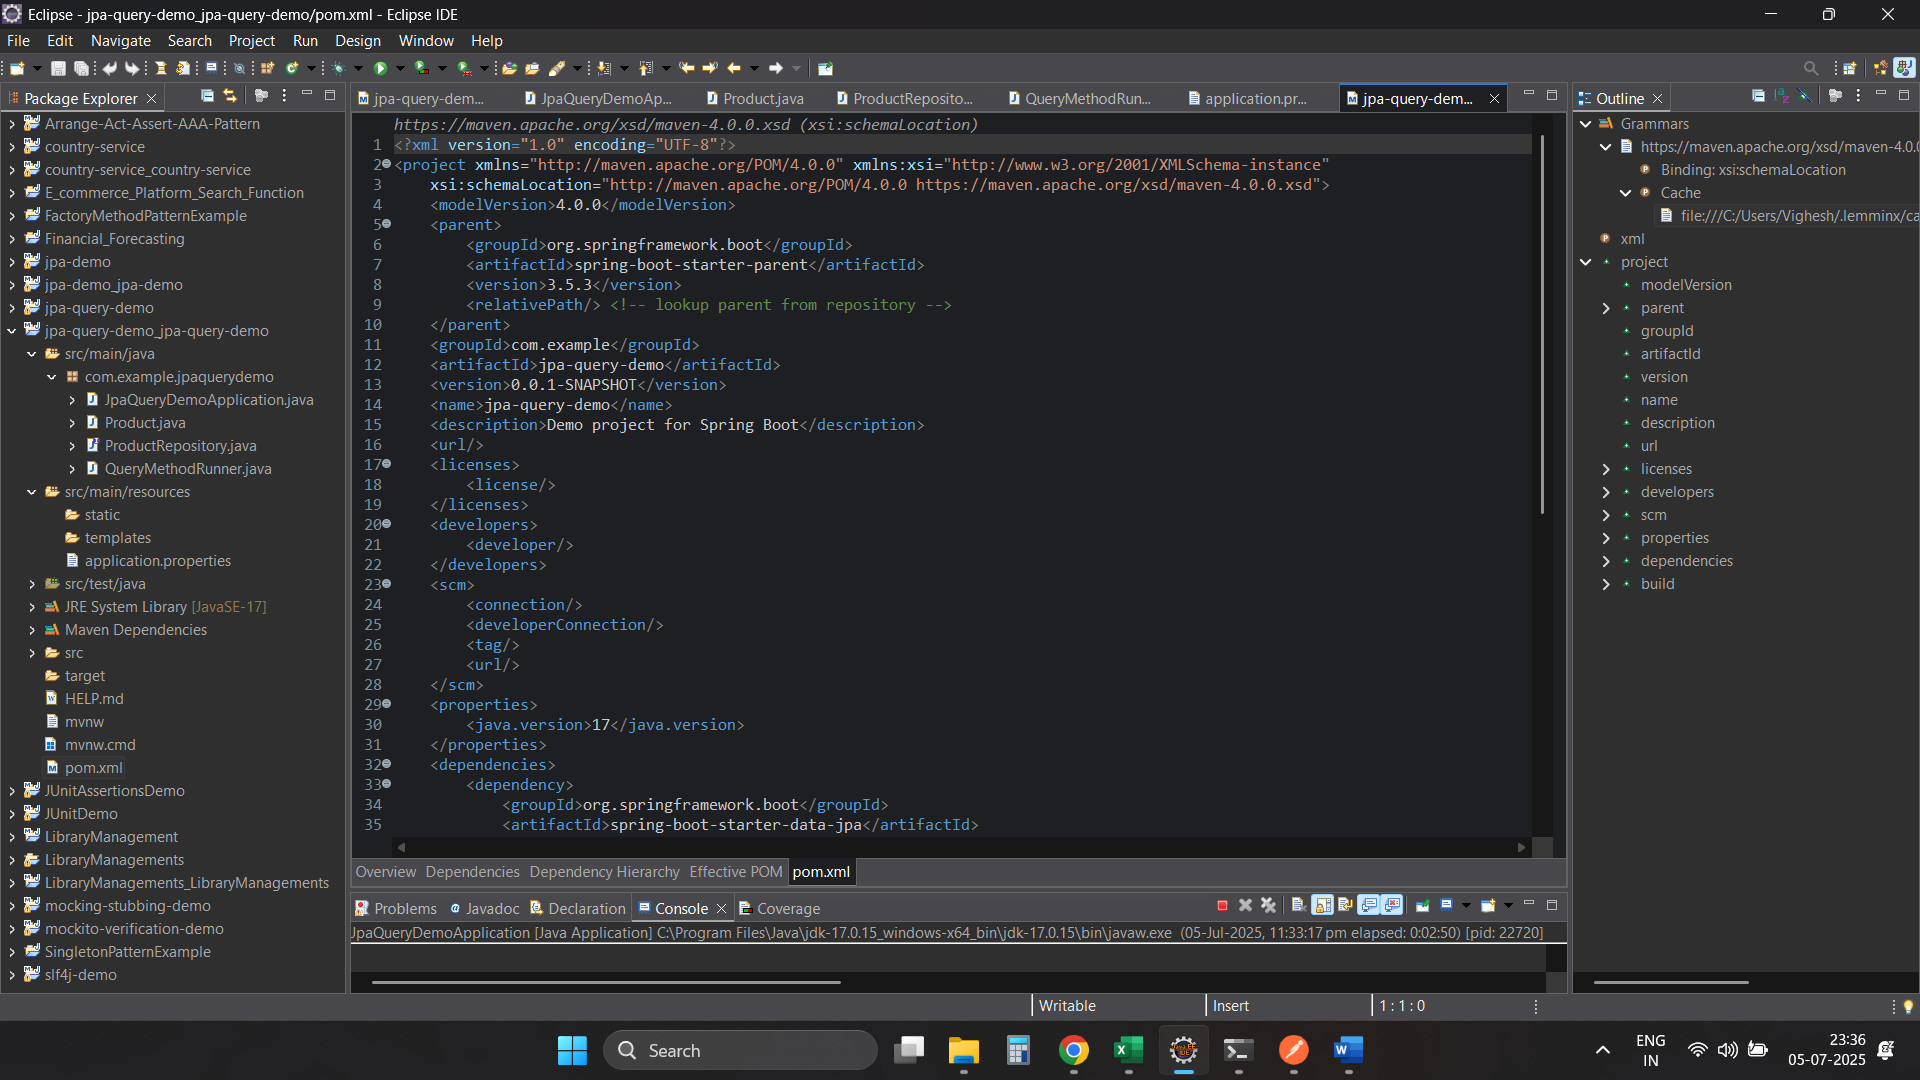 Eclipse - jpa-query-demo_jpa-query-demo/pom.xml - Eclipse IDE
File Edit Navigate Search Project Run Design Window Help
Package Explorer
Arrange-Act-Assert-AAA-Pattern
country-service
country-service_country-service
E_commerce_Platform_Search_Function
FactoryMethodPatternExample
Financial_Forecasting
jpa-demo
jpa-demo_jpa-demo
jpa-query-demo
jpa-query-demo_jpa-query-demo
src/main/java
com.example.jpaquerydemo
JpaQueryDemoApplication.java
Product.java
ProductRepository.java
QueryMethodRunner.java
src/main/resources
static
templates
application.properties
src/test/java
JRE System Library [JavaSE-17]
Maven Dependencies
src
target
HELP.md
mvnw
mvnw.cmd
pom.xml
JUnitAssertionsDemo
JUnitDemo
LibraryManagement
LibraryManagements
LibraryManagements_LibraryManagements
mocking-stubbing-demo
mockito-verification-demo
SingletonPatternExample
slf4j-demo
jpa-query-dem... JpaQueryDemoAp... Product.java ProductReposito... QueryMethodRun... application.pr... jpa-query-dem...
https://maven.apache.org/xsd/maven-4.0.0.xsd (xsi:schemaLocation)
1 <?xml version="1.0" encoding="UTF-8"?>
2 <project xmlns="http://maven.apache.org/POM/4.0.0" xmlns:xsi="http://www.w3.org/2001/XMLSchema-instance"
3 xsi:schemaLocation="http://maven.apache.org/POM/4.0.0 https://maven.apache.org/xsd/maven-4.0.0.xsd">
4 <modelVersion>4.0.0</modelVersion>
5 <parent>
6 <groupId>org.springframework.boot</groupId>
7 <artifactId>spring-boot-starter-parent</artifactId>
8 <version>3.5.3</version>
9 <relativePath/> <!-- lookup parent from repository -->
10 </parent>
11 <groupId>com.example</groupId>
12 <artifactId>jpa-query-demo</artifactId>
13 <version>0.0.1-SNAPSHOT</version>
14 <name>jpa-query-demo</name>
15 <description>Demo project for Spring Boot</description>
16 <url/>
17 <licenses>
18 <license/>
19 </licenses>
20 <developers>
21 <developer/>
22 </developers>
23 <scm>
24 <connection/>
25 <developerConnection/>
26 <tag/>
27 <url/>
28 </scm>
29 <properties>
30 <java.version>17</java.version>
31 </properties>
32 <dependencies>
33 <dependency>
34 <groupId>org.springframework.boot</groupId>
35 <artifactId>spring-boot-starter-data-jpa</artifactId>
Overview Dependencies Dependency Hierarchy Effective POM pom.xml
Problems Javadoc Declaration Console Coverage
JpaQueryDemoApplication [Java Application] C:\Program Files\Java\jdk-17.0.15_windows-x64_bin\jdk-17.0.15\bin\javaw.exe (05-Jul-2025, 11:33:17 pm elapsed: 0:02:50) [pid: 22720]
Outline
Grammars
https://maven.apache.org/xsd/maven-4.0.0
Binding: xsi:schemaLocation
Cache
file:///C:/Users/Vighesh/.lemminx/ca
xml
project
modelVersion
parent
groupId
artifactId
version
name
description
url
licenses
developers
scm
properties
dependencies
build
Writable Insert 1 : 1 : 0
Search
ENG
IN
23:36
05-07-2025